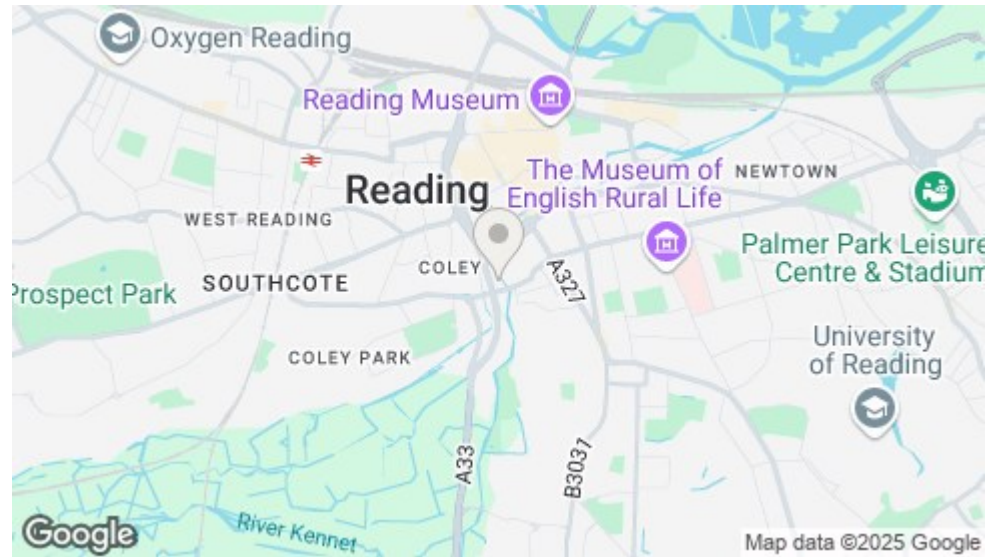 Oxygen Reading
Reading Museum
The Museum of
English Rural Life
NEWTOWN
Reading
WEST READING
Palmer Park Leisure
Centre & Stadium
COLEY
A327
SOUTHCOTE
Prospect Park
University
of Reading
COLEY PARK
A33
B3031
River Kennet
Google
Map data ©2025 Google